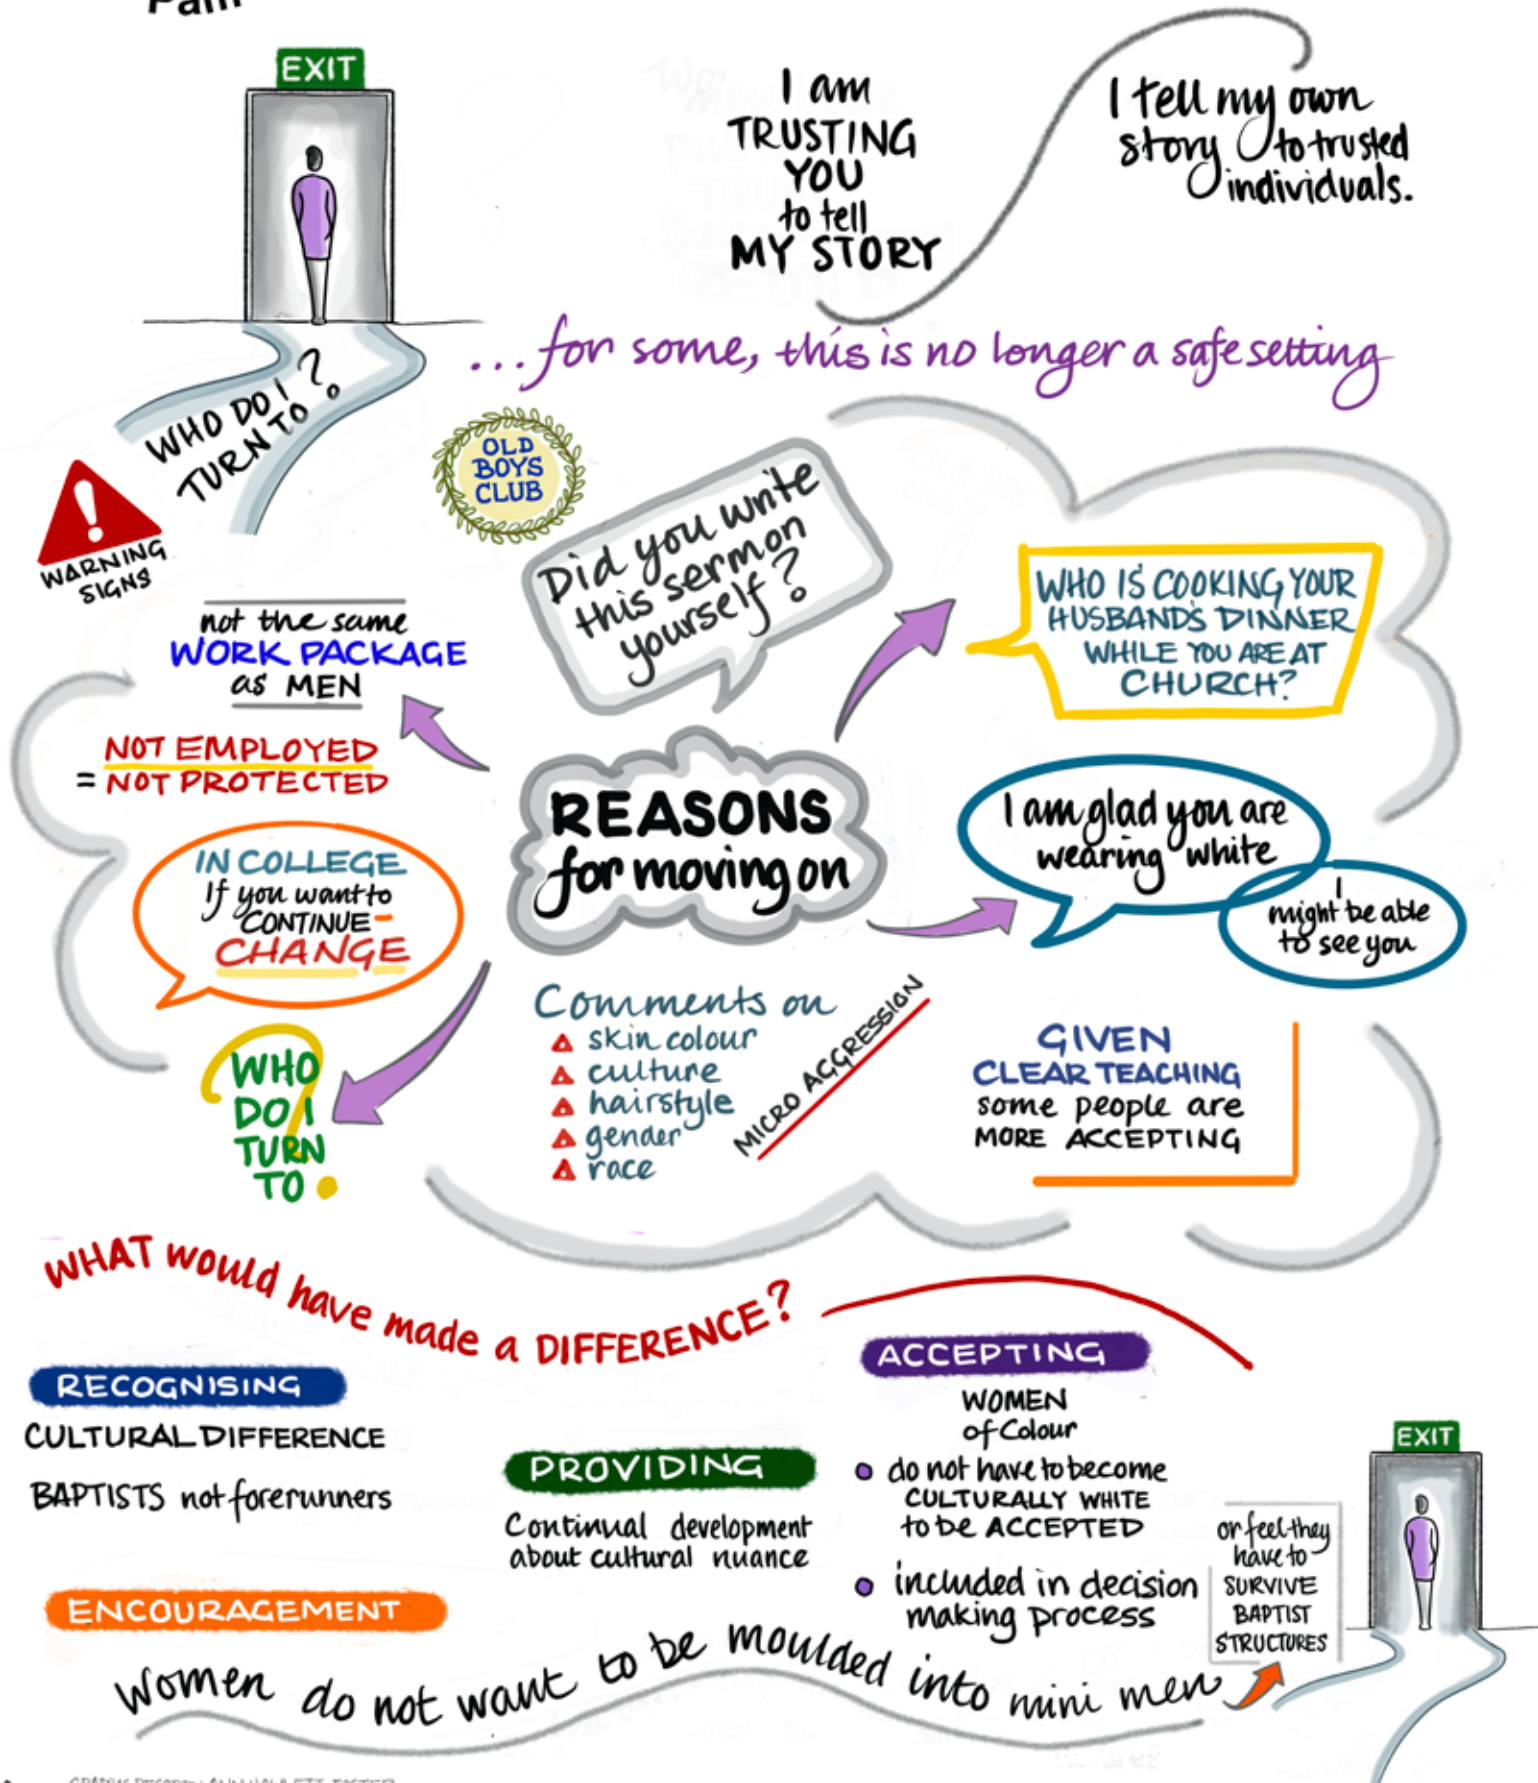 EXIT
I am
TRUSTING
YOU
to tell
MY STORY
I tell my own
story to trusted
individuals.
...for some, this is no longer a safe setting
WHO DO I
TURN TO?
WARNING
SIGNS
OLD
BOYS
CLUB
Did you write
this sermon
yourself?
WHO IS COOKING YOUR
HUSBANDS DINNER
WHILE YOU ARE AT
CHURCH?
not the same
WORK PACKAGE
as MEN
NOT EMPLOYED
= NOT PROTECTED
REASONS
for moving on
I am glad you are
wearing white
I
might be able
to see you
IN COLLEGE
If you want to
CONTINUE -
CHANGE
WHO
DO I
TURN
TO
?
Comments on
skin colour
culture
hairstyle
gender
race
MICRO AGGRESSION
GIVEN
CLEAR TEACHING
some people are
MORE ACCEPTING
WHAT would have made a DIFFERENCE?
RECOGNISING
CULTURAL DIFFERENCE
BAPTISTS not forerunners
PROVIDING
Continual development
about cultural nuance
ACCEPTING
WOMEN
of Colour
do not have to become
CULTURALLY WHITE
to be ACCEPTED
included in decision
making process
ENCOURAGEMENT
Women do not want to be moulded into mini men
or feel they
have to
SURVIVE
BAPTIST
STRUCTURES
EXIT